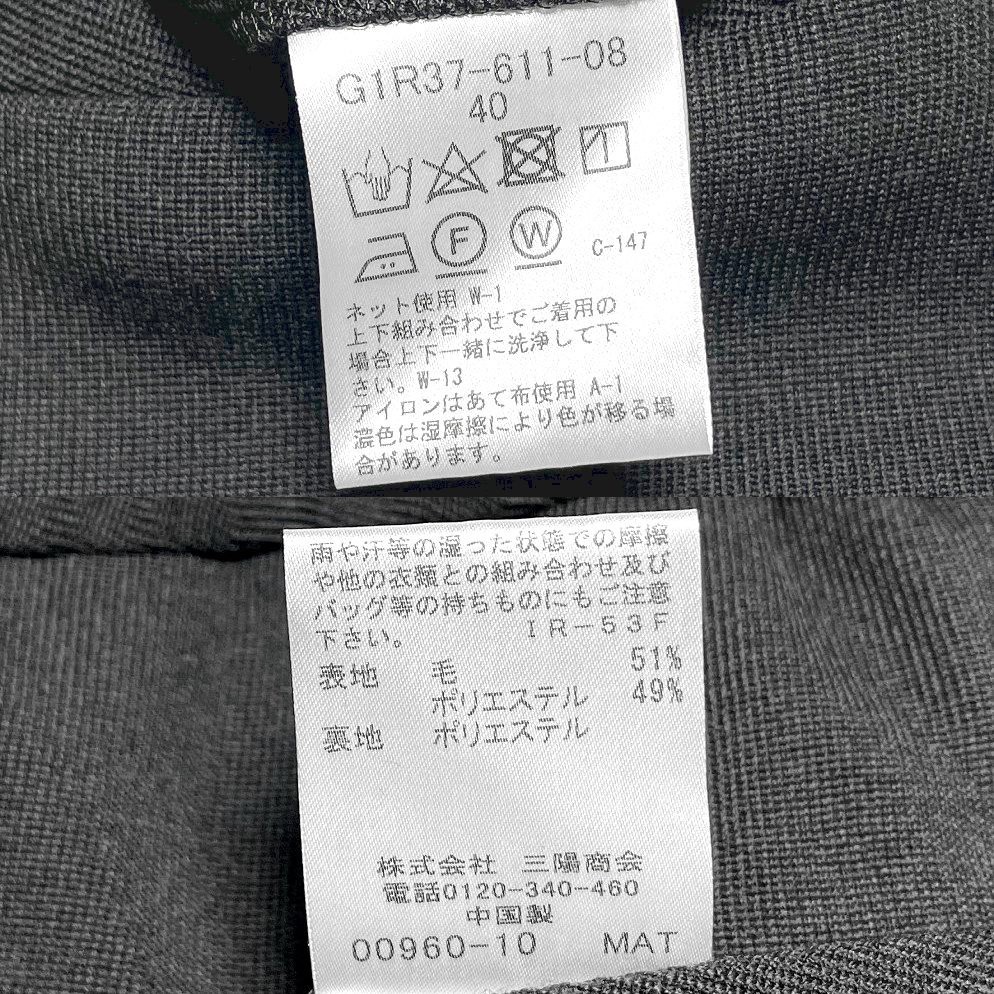 G1R37-611-08
40
F
W
C-147
ネット使用 W-1
上下組み合わせでご着用の
場合上下一緒に洗浄して下
さい。W-13
アイロンはあて布使用 A-1
濃色は湿摩擦により色が移る場
合があります。
雨や汗等の湿った状態での摩擦
や他の衣類との組み合わせ及び
バッグ等の持ちものにもご注意
下さい。 IR-53F
表地 毛 51%
ポリエステル 49%
裏地 ポリエステル
株式会社 三陽商会
電話0120-340-460
中国製
00960-10 MAT